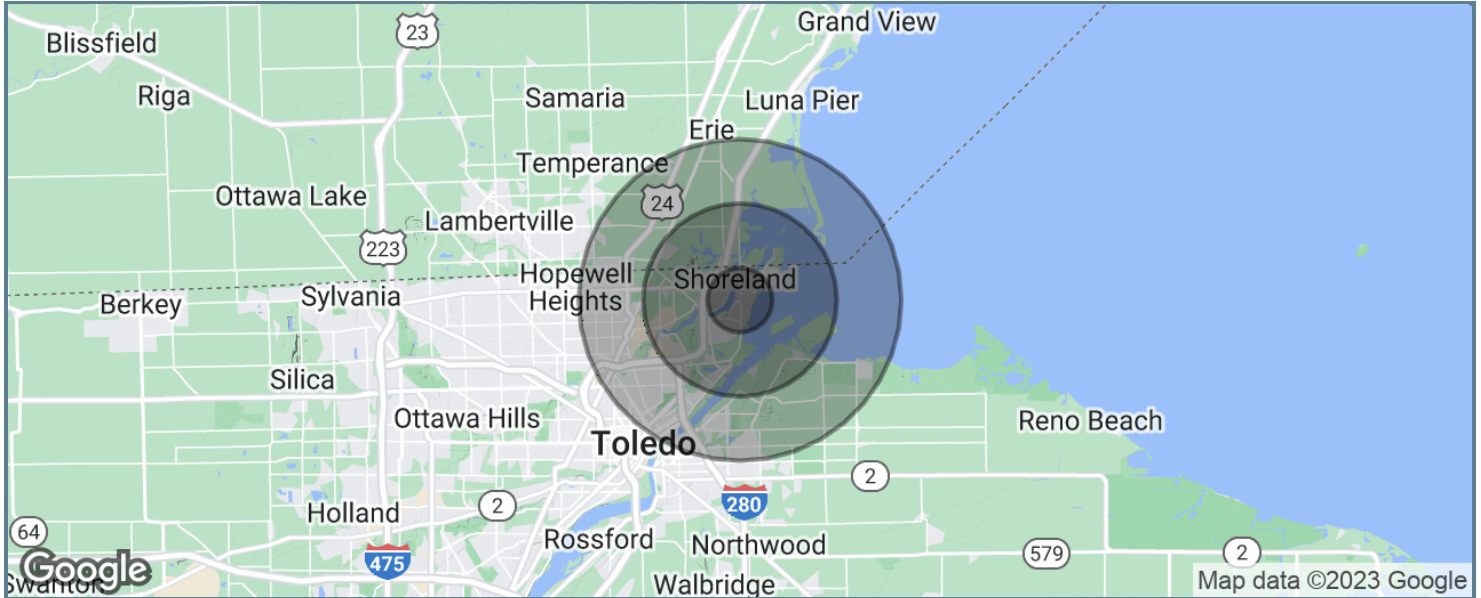 Grand View
23
Blissfield
Riga
Samaria
Luna Pier
Erie
Temperance
Ottawa Lake
24
Lambertville
223
Hopewell
Heights
Shoreland
Berkey
Sylvania
Silica
Ottawa Hills
Reno Beach
Toledo
2
2
280
Holland
64
Rossford
Northwood
579
2
475
Google
Swanton
Walbridge
Map data ©2023 Google